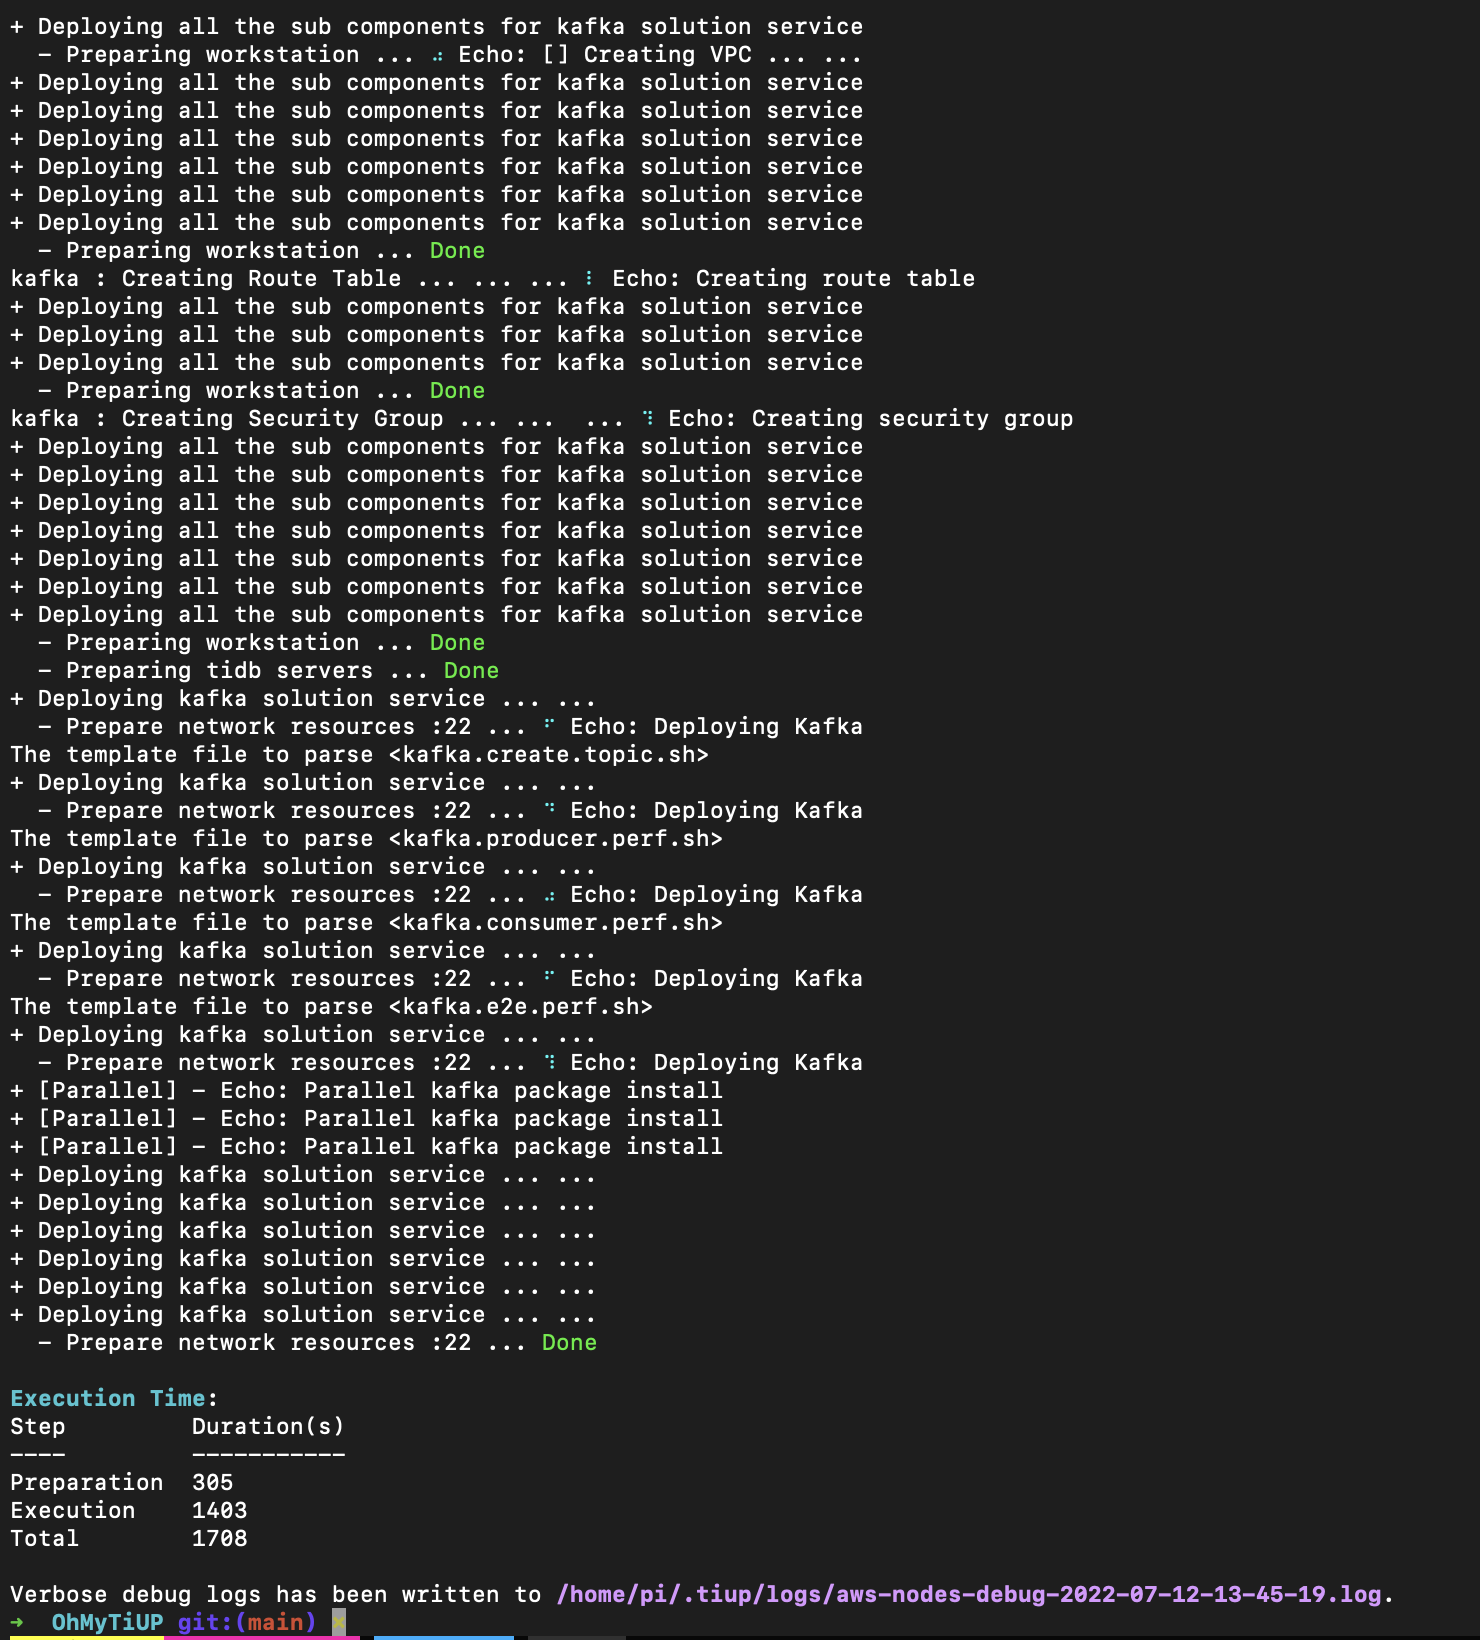 + Deploying all the sub components for kafka solution service
  - Preparing workstation ... ⠴ Echo: [] Creating VPC ... ...
+ Deploying all the sub components for kafka solution service
+ Deploying all the sub components for kafka solution service
+ Deploying all the sub components for kafka solution service
+ Deploying all the sub components for kafka solution service
+ Deploying all the sub components for kafka solution service
+ Deploying all the sub components for kafka solution service
  - Preparing workstation ... Done
kafka : Creating Route Table ... ... ... ⠇ Echo: Creating route table
+ Deploying all the sub components for kafka solution service
+ Deploying all the sub components for kafka solution service
+ Deploying all the sub components for kafka solution service
  - Preparing workstation ... Done
kafka : Creating Security Group ... ...  ... ⠹ Echo: Creating security group
+ Deploying all the sub components for kafka solution service
+ Deploying all the sub components for kafka solution service
+ Deploying all the sub components for kafka solution service
+ Deploying all the sub components for kafka solution service
+ Deploying all the sub components for kafka solution service
+ Deploying all the sub components for kafka solution service
+ Deploying all the sub components for kafka solution service
  - Preparing workstation ... Done
  - Preparing tidb servers ... Done
+ Deploying kafka solution service ... ...
  - Prepare network resources :22 ... ⠋ Echo: Deploying Kafka
The template file to parse <kafka.create.topic.sh>
+ Deploying kafka solution service ... ...
  - Prepare network resources :22 ... ⠙ Echo: Deploying Kafka
The template file to parse <kafka.producer.perf.sh>
+ Deploying kafka solution service ... ...
  - Prepare network resources :22 ... ⠴ Echo: Deploying Kafka
The template file to parse <kafka.consumer.perf.sh>
+ Deploying kafka solution service ... ...
  - Prepare network resources :22 ... ⠋ Echo: Deploying Kafka
The template file to parse <kafka.e2e.perf.sh>
+ Deploying kafka solution service ... ...
  - Prepare network resources :22 ... ⠹ Echo: Deploying Kafka
+ [Parallel] - Echo: Parallel kafka package install
+ [Parallel] - Echo: Parallel kafka package install
+ [Parallel] - Echo: Parallel kafka package install
+ Deploying kafka solution service ... ...
+ Deploying kafka solution service ... ...
+ Deploying kafka solution service ... ...
+ Deploying kafka solution service ... ...
+ Deploying kafka solution service ... ...
+ Deploying kafka solution service ... ...
  - Prepare network resources :22 ... Done

Execution Time:
Step         Duration(s)
----         -----------
Preparation  305
Execution    1403
Total        1708

Verbose debug logs has been written to /home/pi/.tiup/logs/aws-nodes-debug-2022-07-12-13-45-19.log.
➜  OhMyTiUP git:(main) ✗